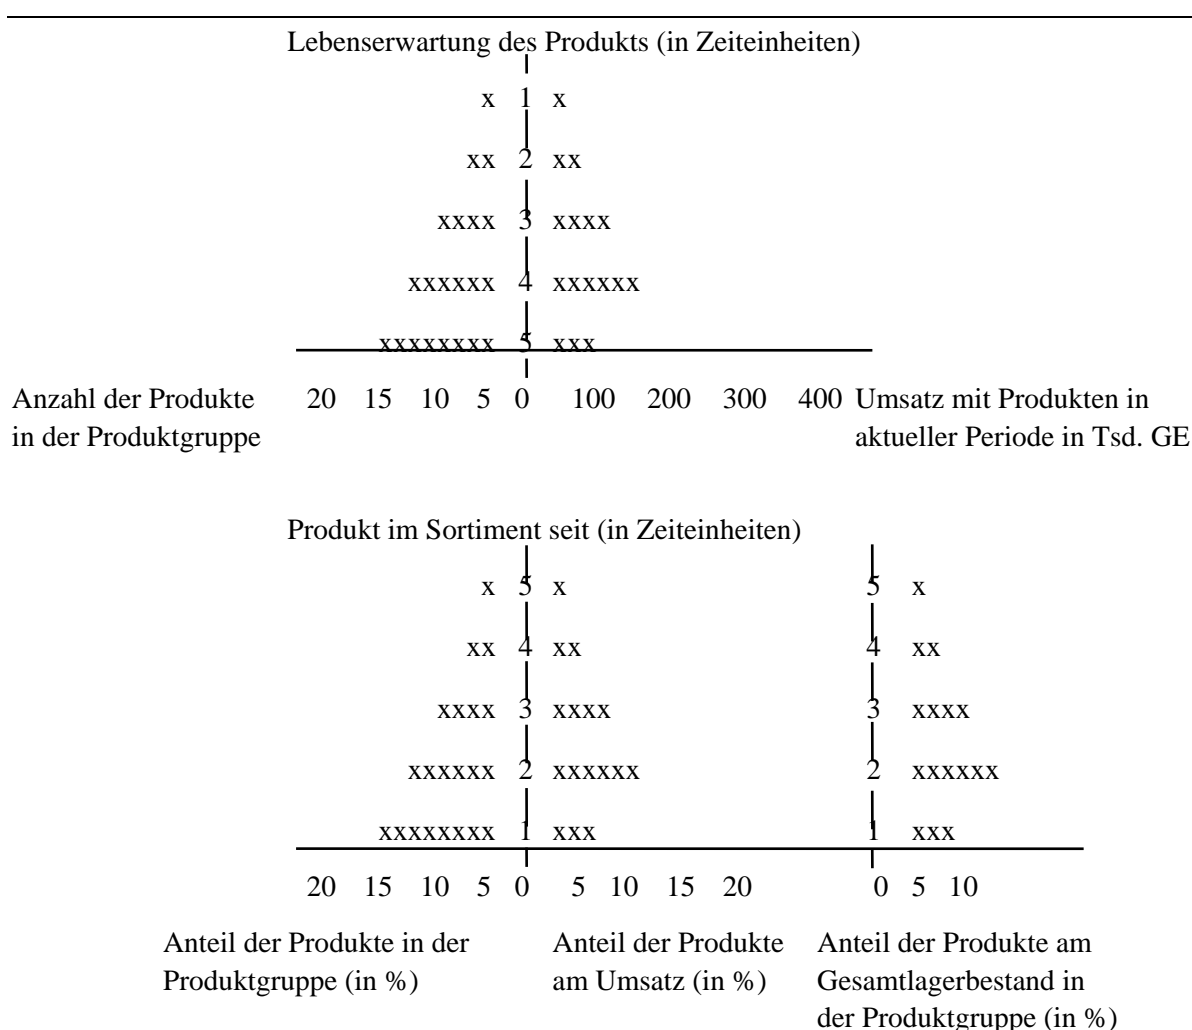 Lebenserwartung des Produkts (in Zeiteinheiten)
x 1 x
xx 2 xx
xxxx 3 xxxx
xxxxxx 4 xxxxxx
xxxxxxxx 5 xxx
20 15 10 5 0 100 200 300 400
Anzahl der Produkte
in der Produktgruppe
Umsatz mit Produkten in
aktueller Periode in Tsd. GE
Produkt im Sortiment seit (in Zeiteinheiten)
x 5 x 5 x
xx 4 xx 4 xx
xxxx 3 xxxx 3 xxxx
xxxxxx 2 xxxxxx 2 xxxxxx
xxxxxxxx 1 xxx 1 xxx
20 15 10 5 0 5 10 15 20 0 5 10
Anteil der Produkte in der
Produktgruppe (in %)
Anteil der Produkte
am Umsatz (in %)
Anteil der Produkte am
Gesamtlagerbestand in
der Produktgruppe (in %)